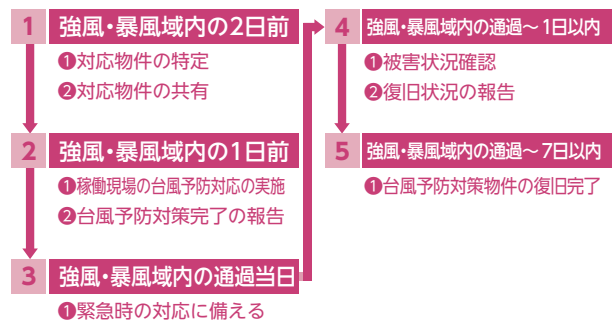 1 強風・暴風域内の2日前
❶対応物件の特定
❷対応物件の共有
2 強風・暴風域内の1日前
❶稼働現場の台風予防対応の実施
❷台風予防対策完了の報告
3 強風・暴風域内の通過当日
❶緊急時の対応に備える
4 強風・暴風域内の通過～1日以内
❶被害状況確認
❷復旧状況の報告
5 強風・暴風域内の通過～7日以内
❶台風予防対策物件の復旧完了